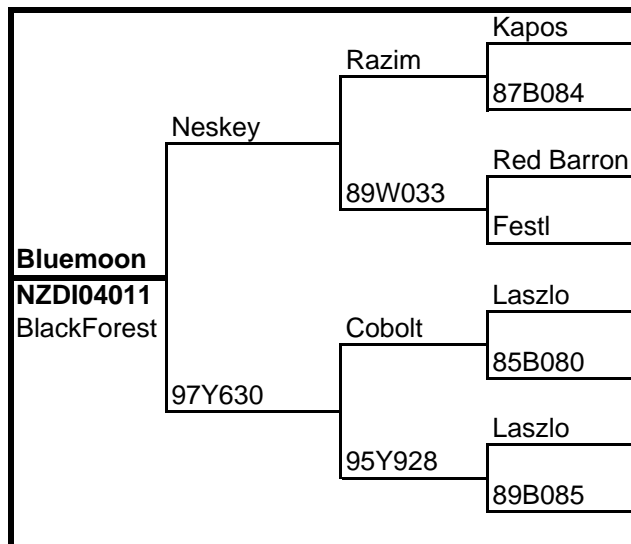 Kapos
Razim
87B084
Neskey
Red Barron
89W033
Festl
Bluemoon
NZDI04011
BlackForest
Laszlo
Cobolt
85B080
97Y630
Laszlo
95Y928
89B085